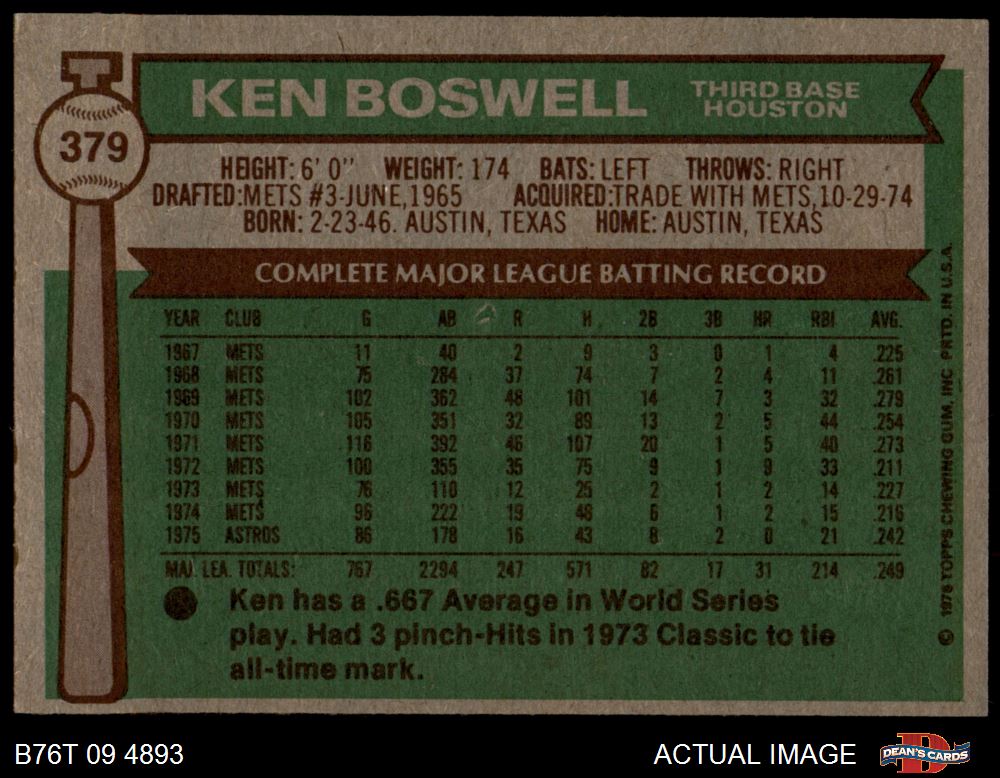 379
KEN BOSWELL THIRD BASE
HOUSTON
HEIGHT: 6' 0" WEIGHT: 174 BATS: LEFT THROWS: RIGHT
DRAFTED: METS #3-JUNE, 1965 ACQUIRED: TRADE WITH METS, 10-29-74
BORN: 2-23-46. AUSTIN, TEXAS HOME: AUSTIN, TEXAS
COMPLETE MAJOR LEAGUE BATTING RECORD
YEAR CLUB G AB R H 2B 3B HR RBI AVG.
1967 METS 11 40 2 9 3 0 1 4 .225
1968 METS 75 284 37 74 7 2 4 11 .261
1969 METS 102 362 48 101 14 7 3 32 .279
1970 METS 105 351 32 89 13 2 5 44 .254
1971 METS 116 392 46 107 20 1 5 40 .273
1972 METS 100 355 35 75 9 1 9 33 .211
1973 METS 76 110 12 25 2 1 2 14 .227
1974 METS 96 222 19 48 6 1 2 15 .216
1975 ASTROS 86 178 16 43 8 2 0 21 .242
MAJ. LEA. TOTALS: 767 2294 247 571 82 17 31 214 .249
Ken has a .667 Average in World Series
play. Had 3 pinch-Hits in 1973 Classic to tie
all-time mark.
© 1976 TOPPS CHEWING GUM, INC PRTD. IN U.S.A.
B76T 09 4893 ACTUAL IMAGE D DEAN'S CARDS